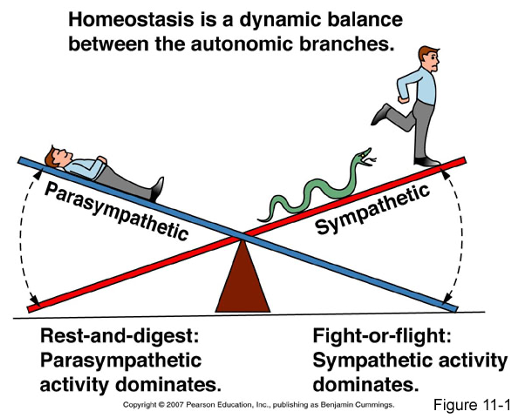 Homeostasis is a dynamic balance
between the autonomic branches.
Parasympathetic
Sympathetic
Rest-and-digest:
Parasympathetic
activity dominates.
Fight-or-flight:
Sympathetic activity
dominates.
Copyright © 2007 Pearson Education, Inc., publishing as Benjamin Cummings.
Figure 11-1